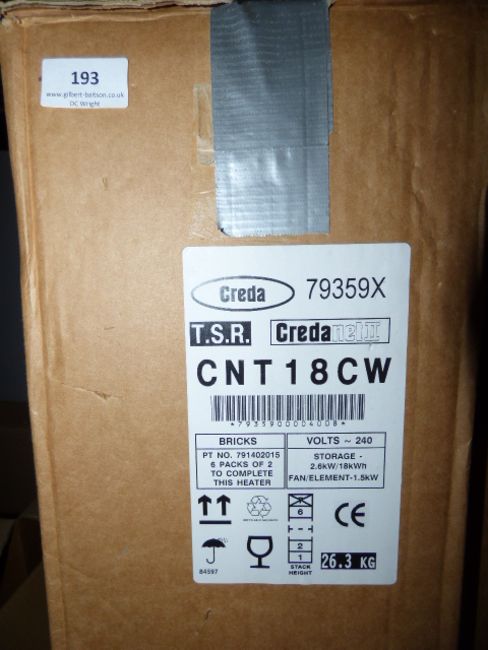 193
www.gilbert-baitson.co.uk
DC Wright
Creda 79359X
T.S.R. Credanet II
CNT18CW
*7935900004008*
BRICKS
PT NO. 791402015
6 PACKS OF 2
TO COMPLETE
THIS HEATER
VOLTS ~ 240
STORAGE -
2.6kW/18kWh
FAN/ELEMENT-1.5kW
6
2
1
STACK
HEIGHT
CE
84597
26.3 KG